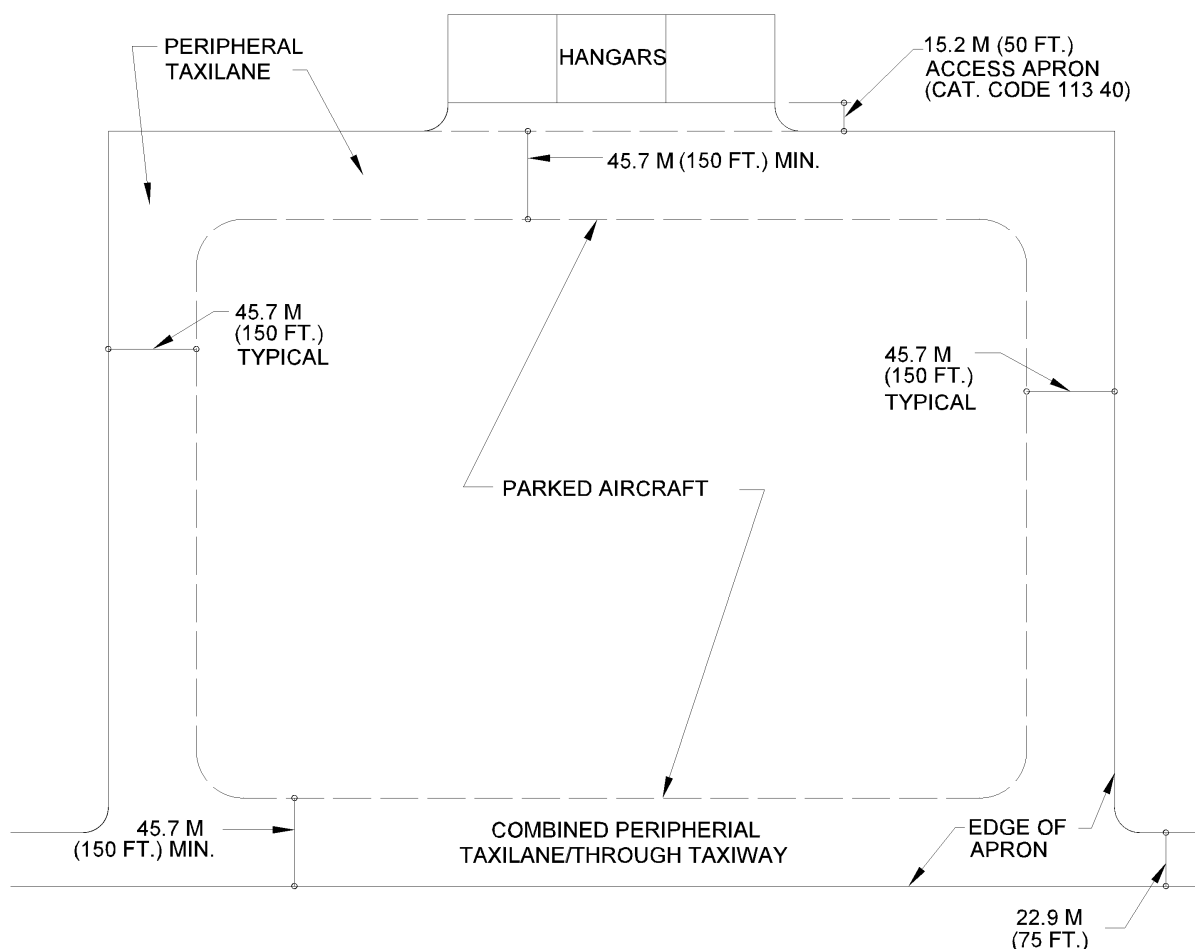 PERIPHERAL
TAXILANE
HANGARS
15.2 M (50 FT.)
ACCESS APRON
(CAT. CODE 113 40)
45.7 M (150 FT.) MIN.
45.7 M
(150 FT.)
TYPICAL
45.7 M
(150 FT.)
TYPICAL
PARKED AIRCRAFT
45.7 M
(150 FT.) MIN.
COMBINED PERIPHERIAL
TAXILANE/THROUGH TAXIWAY
EDGE OF
APRON
22.9 M
(75 FT.)